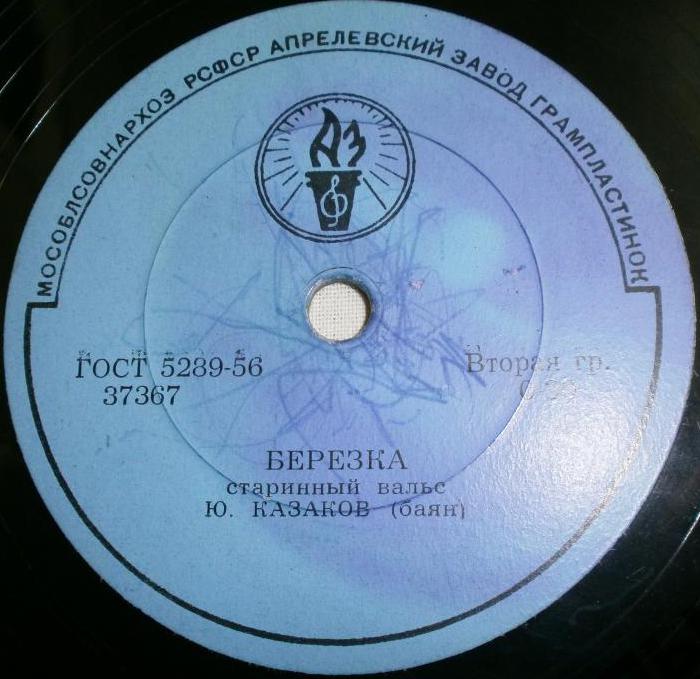 МОСОБЛСОВНАРХОЗ РСФСР АПРЕЛЕВСКИЙ ЗАВОД ГРАМПЛАСТИНОК
АЗ
ГОСТ 5289-56
37367
Вторая гр.
БЕРЕЗКА
старинный вальс
Ю. КАЗАКОВ (баян)